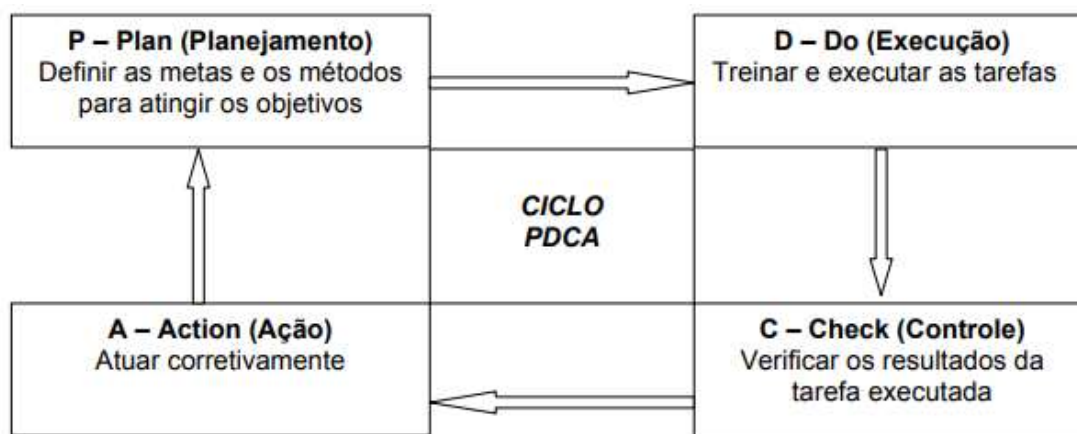 P – Plan (Planejamento)
Definir as metas e os métodos
para atingir os objetivos
D – Do (Execução)
Treinar e executar as tarefas
CICLO
PDCA
A – Action (Ação)
Atuar corretivamente
C – Check (Controle)
Verificar os resultados da
tarefa executada